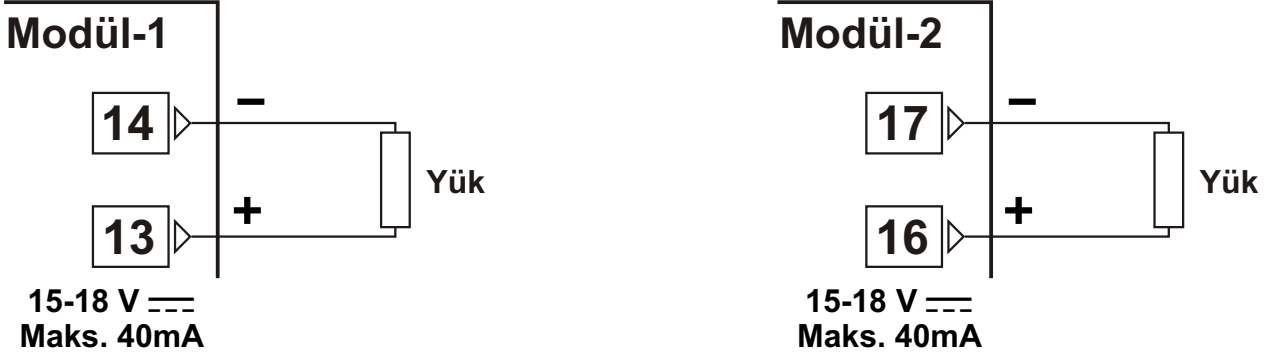 Modül-1
14
−
Yük
13
+
15-18 V
Maks. 40mA
Modül-2
17
−
Yük
16
+
15-18 V
Maks. 40mA